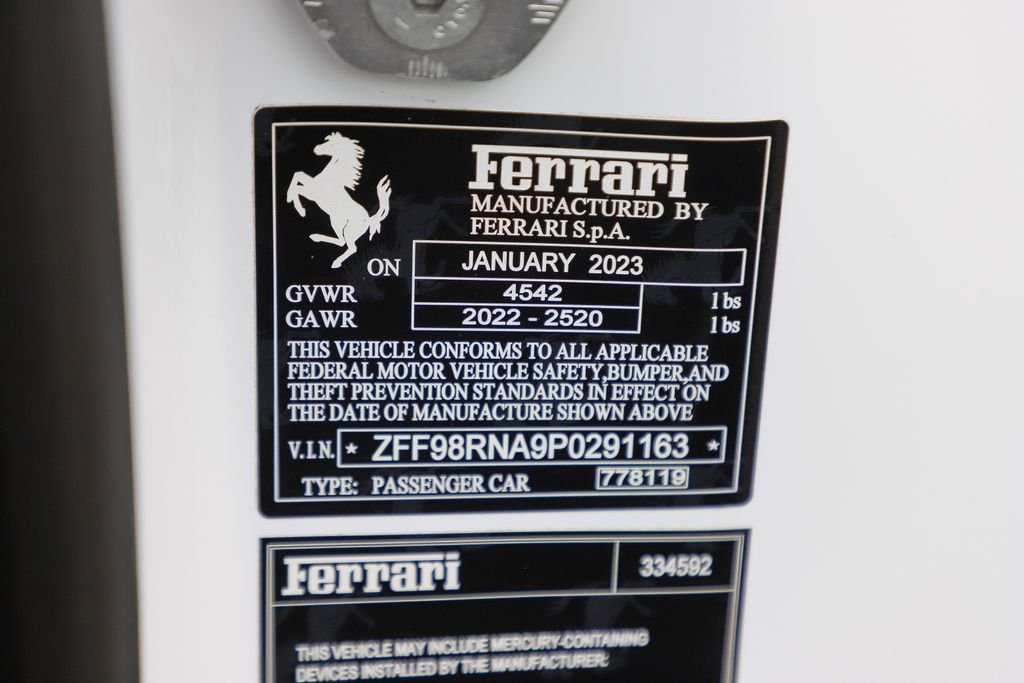 Ferrari
MANUFACTURED BY
FERRARI S.p.A.
ON JANUARY 2023
GVWR 4542 lbs
GAWR 2022 - 2520 lbs
THIS VEHICLE CONFORMS TO ALL APPLICABLE
FEDERAL MOTOR VEHICLE SAFETY,BUMPER,AND
THEFT PREVENTION STANDARDS IN EFFECT ON
THE DATE OF MANUFACTURE SHOWN ABOVE
V.I.N. * ZFF98RNA9P0291163 *
TYPE: PASSENGER CAR 778119
Ferrari 334592
THIS VEHICLE MAY INCLUDE MERCURY-CONTAINING
DEVICES INSTALLED BY THE MANUFACTURER: